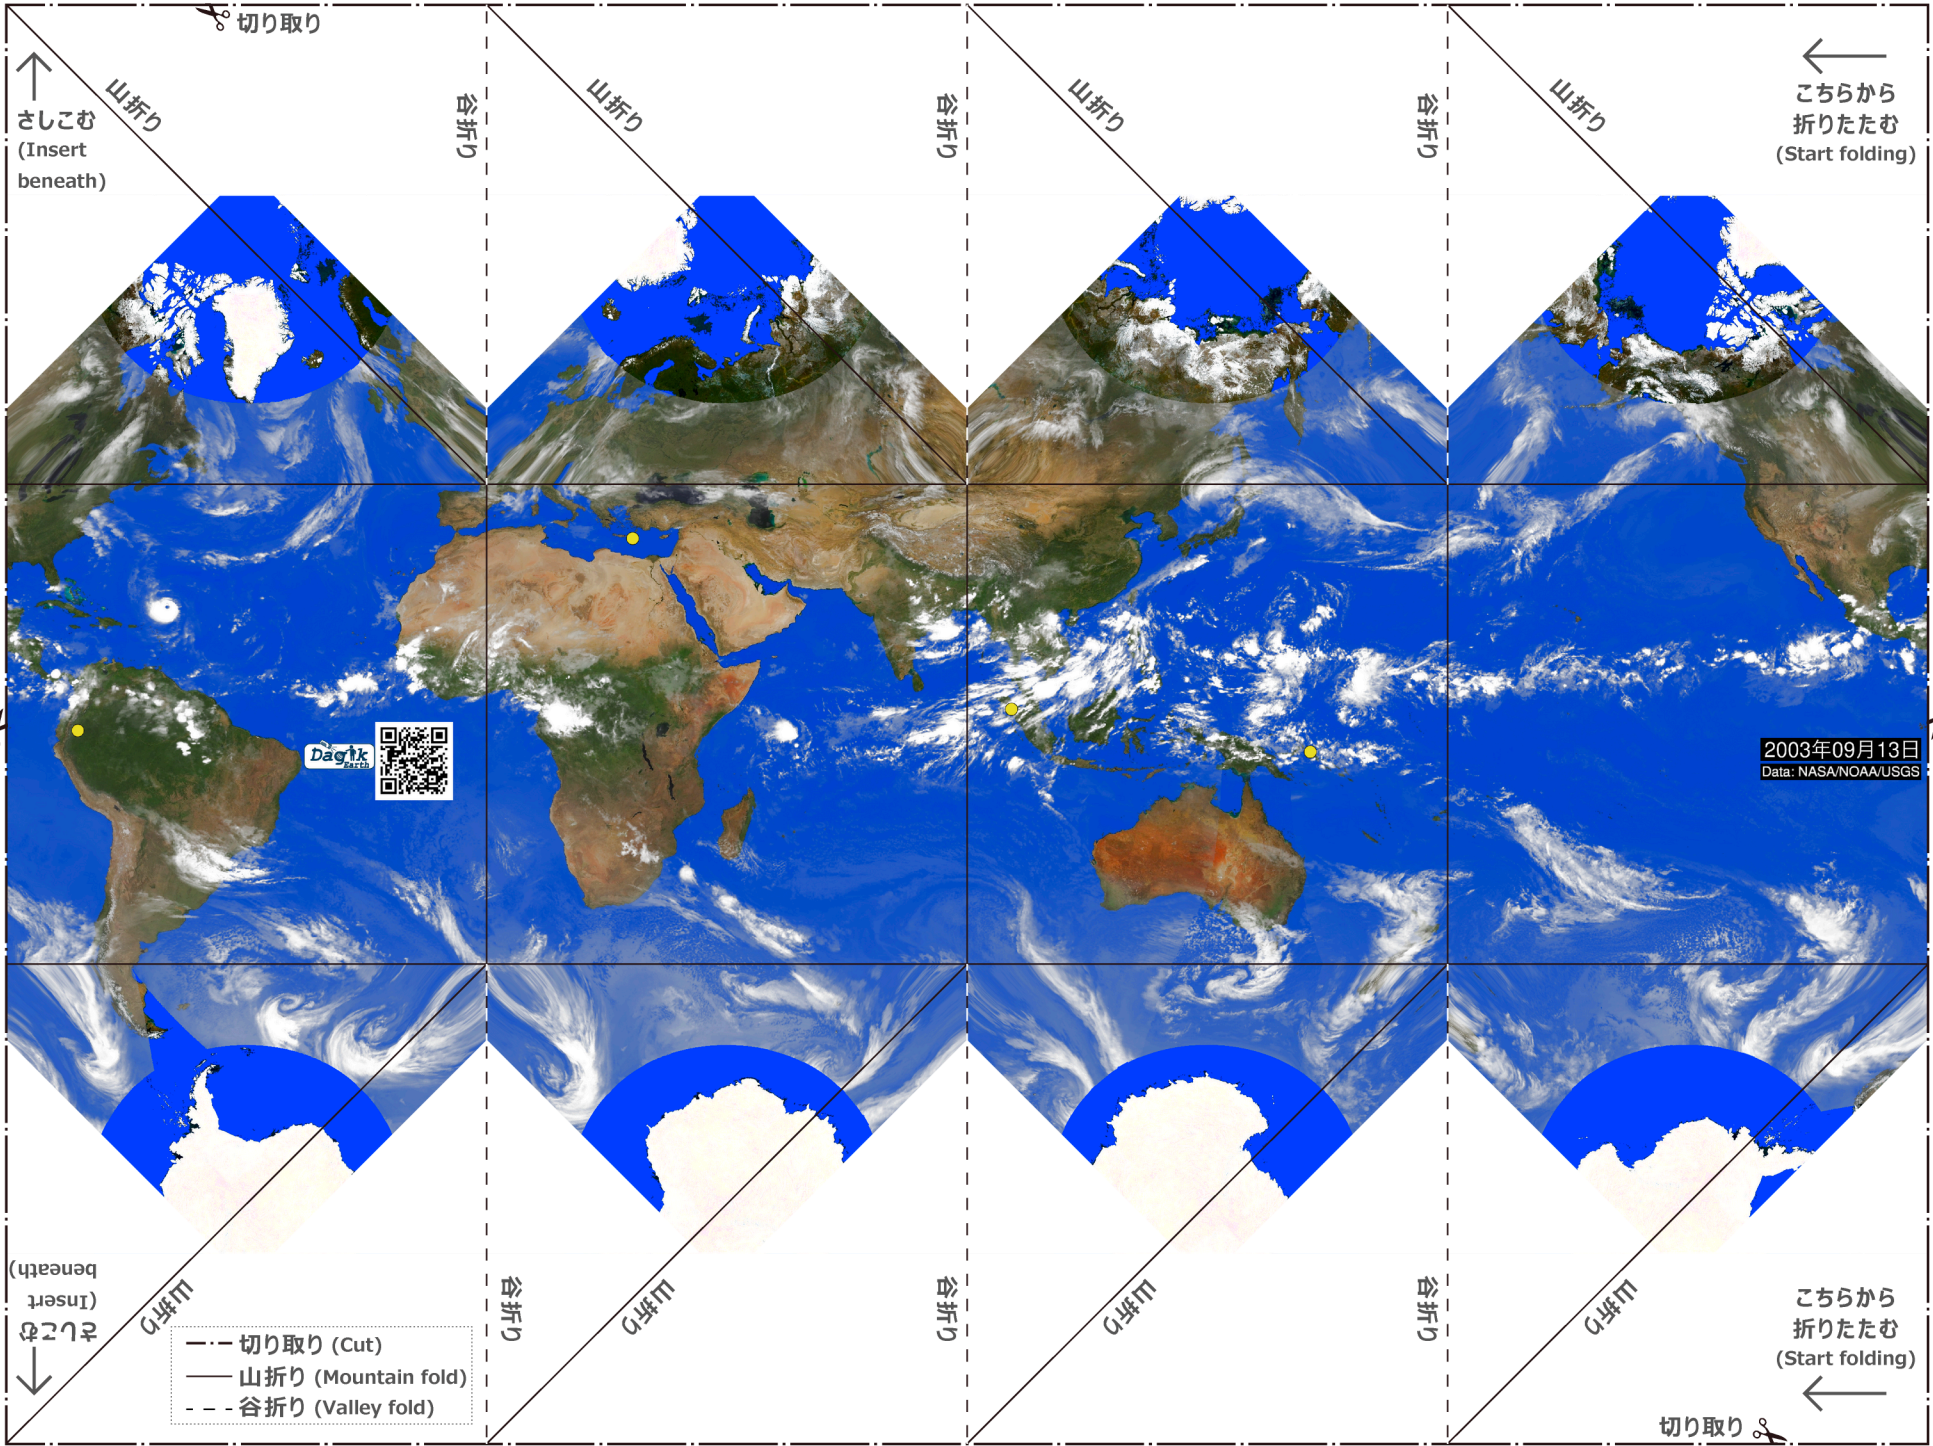 切り取り
山折り
谷折り
山折り
谷折り
山折り
谷折り
山折り
さしこむ
(Insert
beneath)
こちらから
折りたたむ
(Start folding)
Dagik
Earth
2003年09月13日
Data: NASA/NOAA/USGS
さしこむ
(Insert
beneath)
山折り
谷折り
山折り
谷折り
山折り
谷折り
山折り
こちらから
折りたたむ
(Start folding)
切り取り (Cut)
山折り (Mountain fold)
谷折り (Valley fold)
切り取り